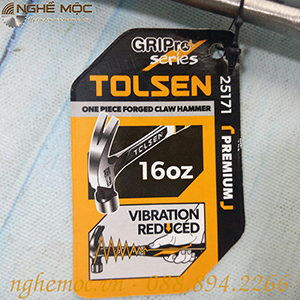 NGHÉ MỘC
GRIPro
series
TOLSEN
ONE PIECE FORGED CLAW HAMMER
25171
PREMIUM
TOLSEN
16oz
VIBRATION
REDUCED
nghemoc.vn - 088.894.2266